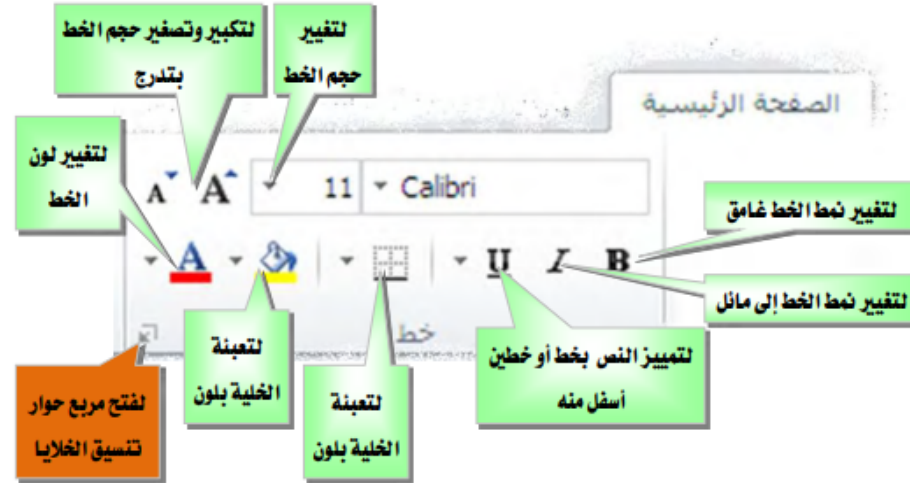 لتغيير
حجم الخط
لتكبير وتصغير حجم الخط
بتدرج
الصفحة الرئيسية
لتغيير لون
الخط
Calibri
11
A
A
لتغيير نمط الخط غامق
B
I
U
A
لتغيير نمط الخط إلى مائل
خط
لتمييز النص بخط أو خطين
أسفل منه
لتعبئة
الخلية بلون
لتعبئة
الخلية بلون
لفتح مربع حوار
تنسيق الخلايا